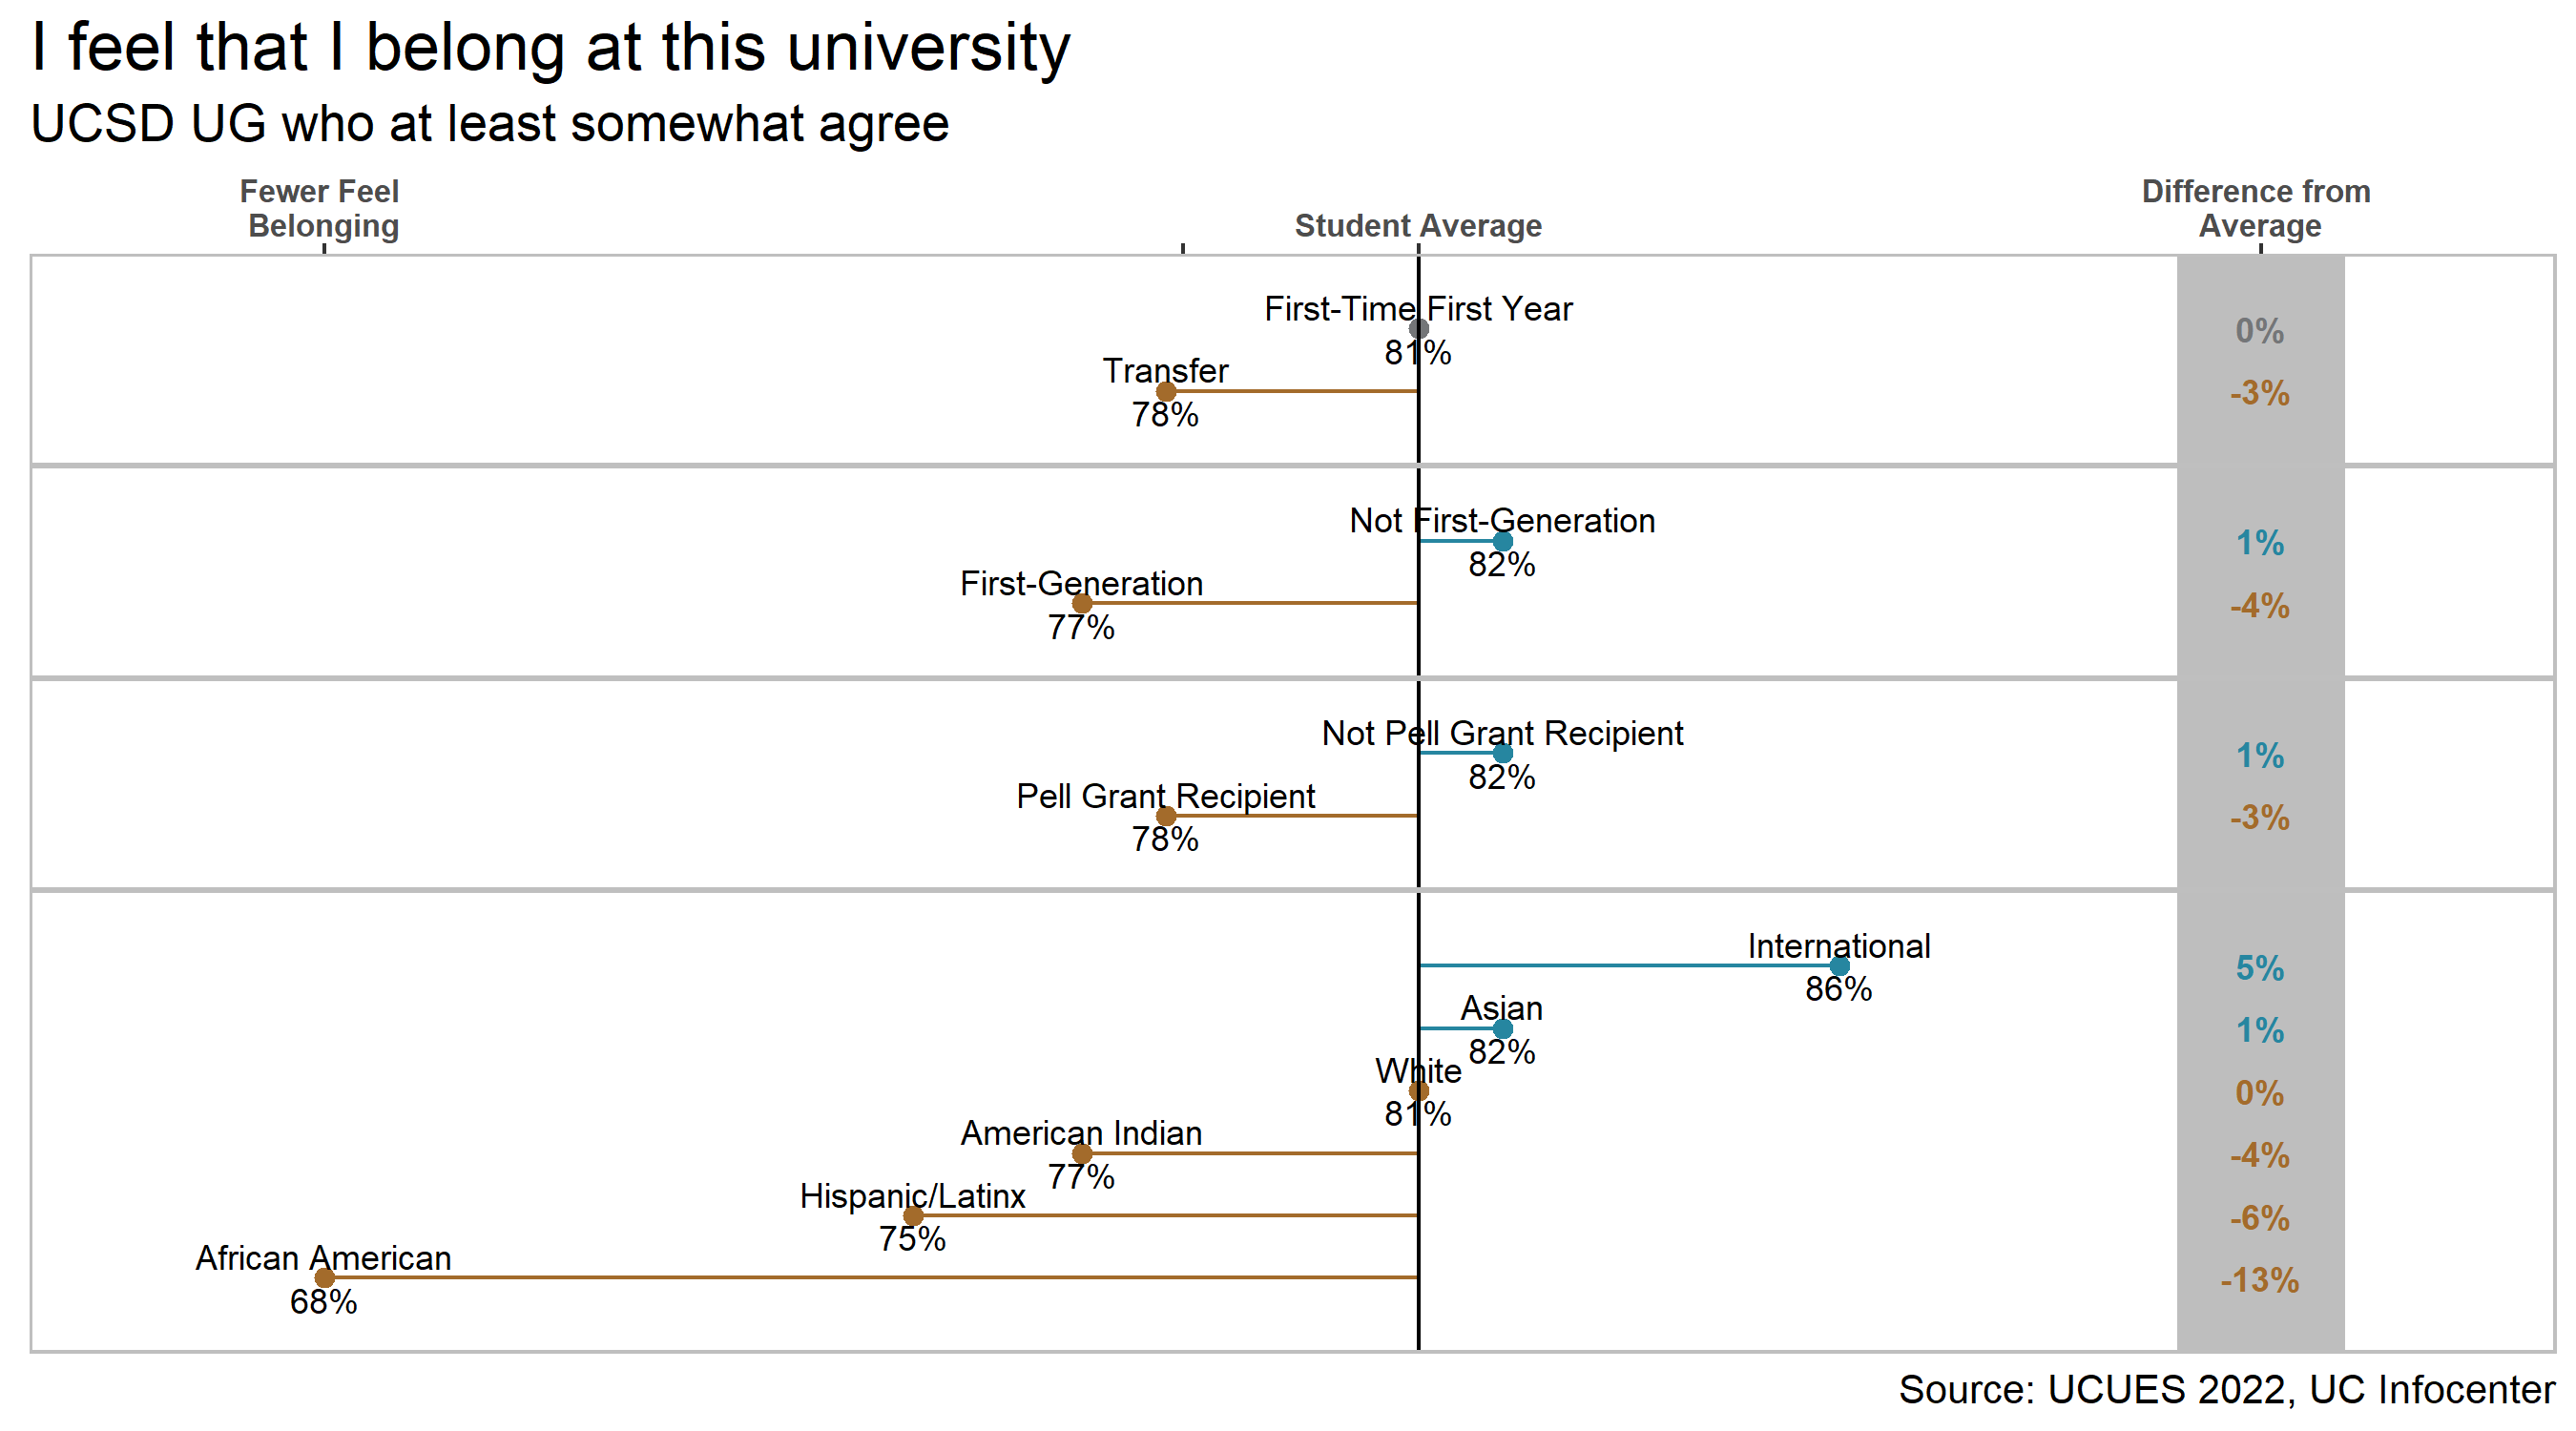 I feel that I belong at this university
UCSD UG who at least somewhat agree
Fewer Feel
Belonging
Student Average
Difference from
Average
First-Time First Year
81%
0%
Transfer
78%
-3%
Not First-Generation
82%
1%
First-Generation
77%
-4%
Not Pell Grant Recipient
82%
1%
Pell Grant Recipient
78%
-3%
International
86%
5%
Asian
82%
1%
White
81%
0%
American Indian
77%
-4%
Hispanic/Latinx
75%
-6%
African American
68%
-13%
Source: UCUES 2022, UC Infocenter